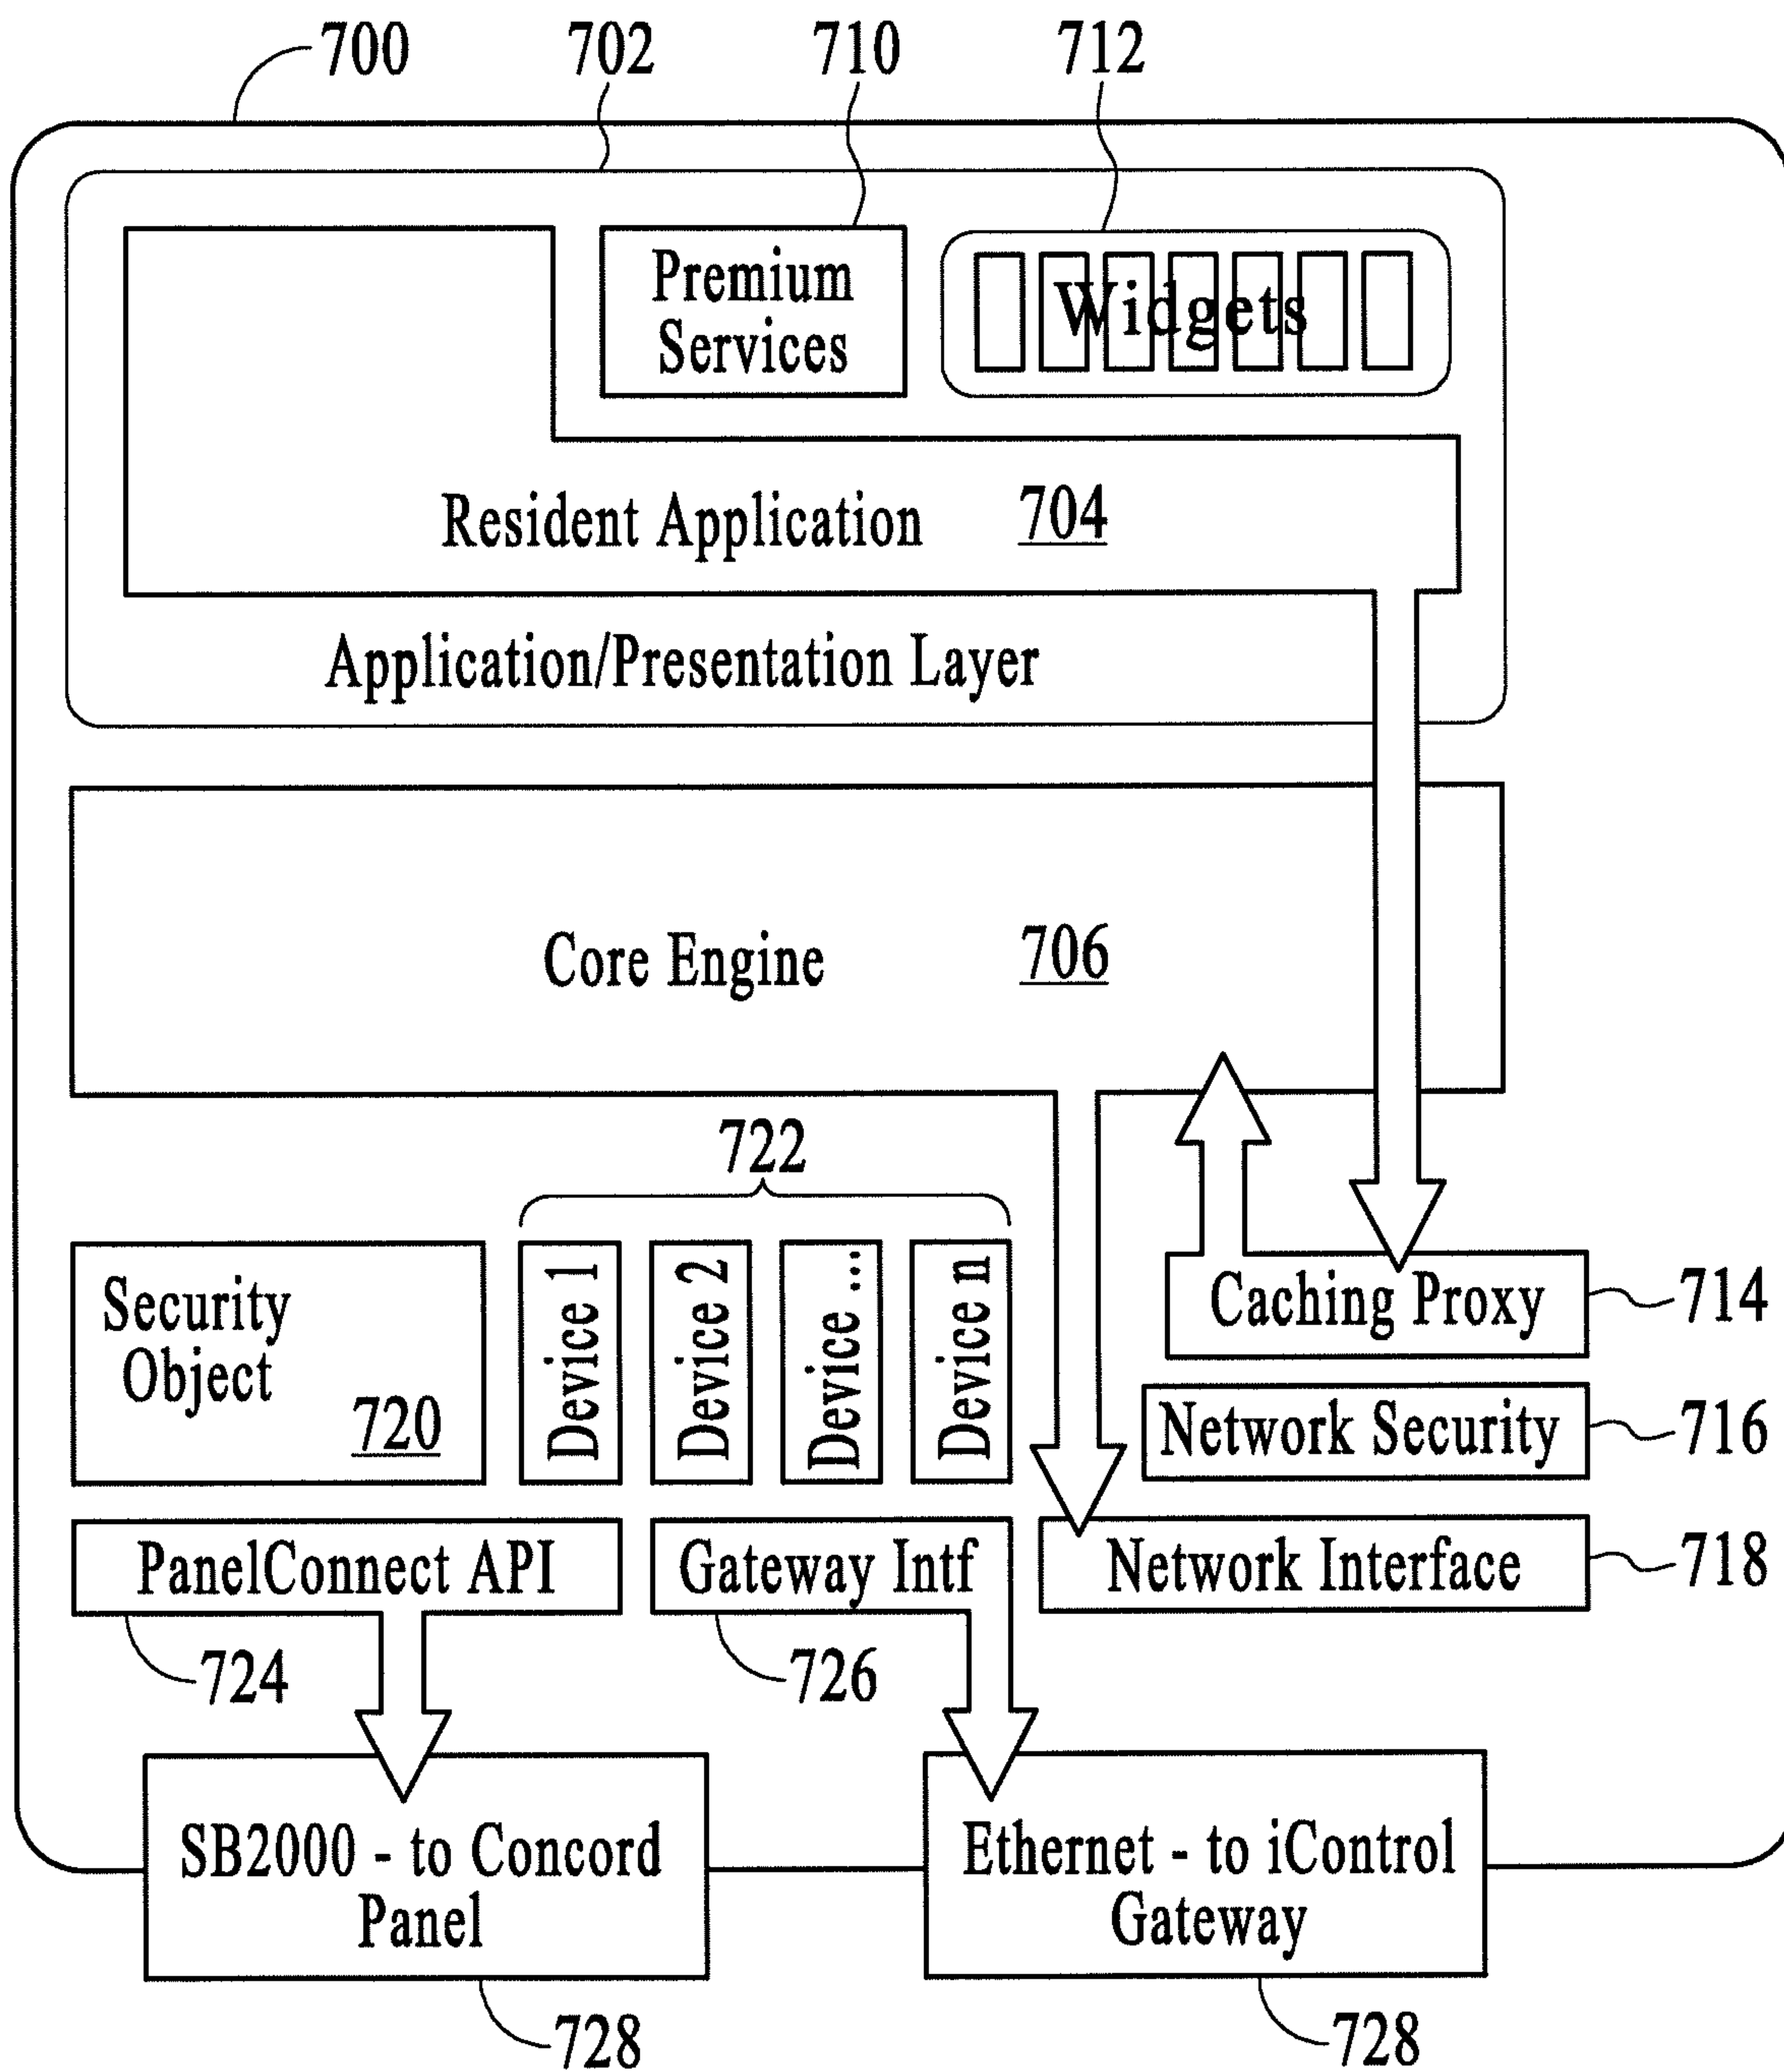 700
702
710
712
Premium
Services
Widgets
Resident Application 704
Application/Presentation Layer
Core Engine 706
722
Security
Object
720
Device 1
Device 2
Device ...
Device n
Caching Proxy
714
Network Security
716
PanelConnect API
Gateway Intf
Network Interface
718
724
726
SB2000 - to Concord
Panel
Ethernet - to iControl
Gateway
728
728